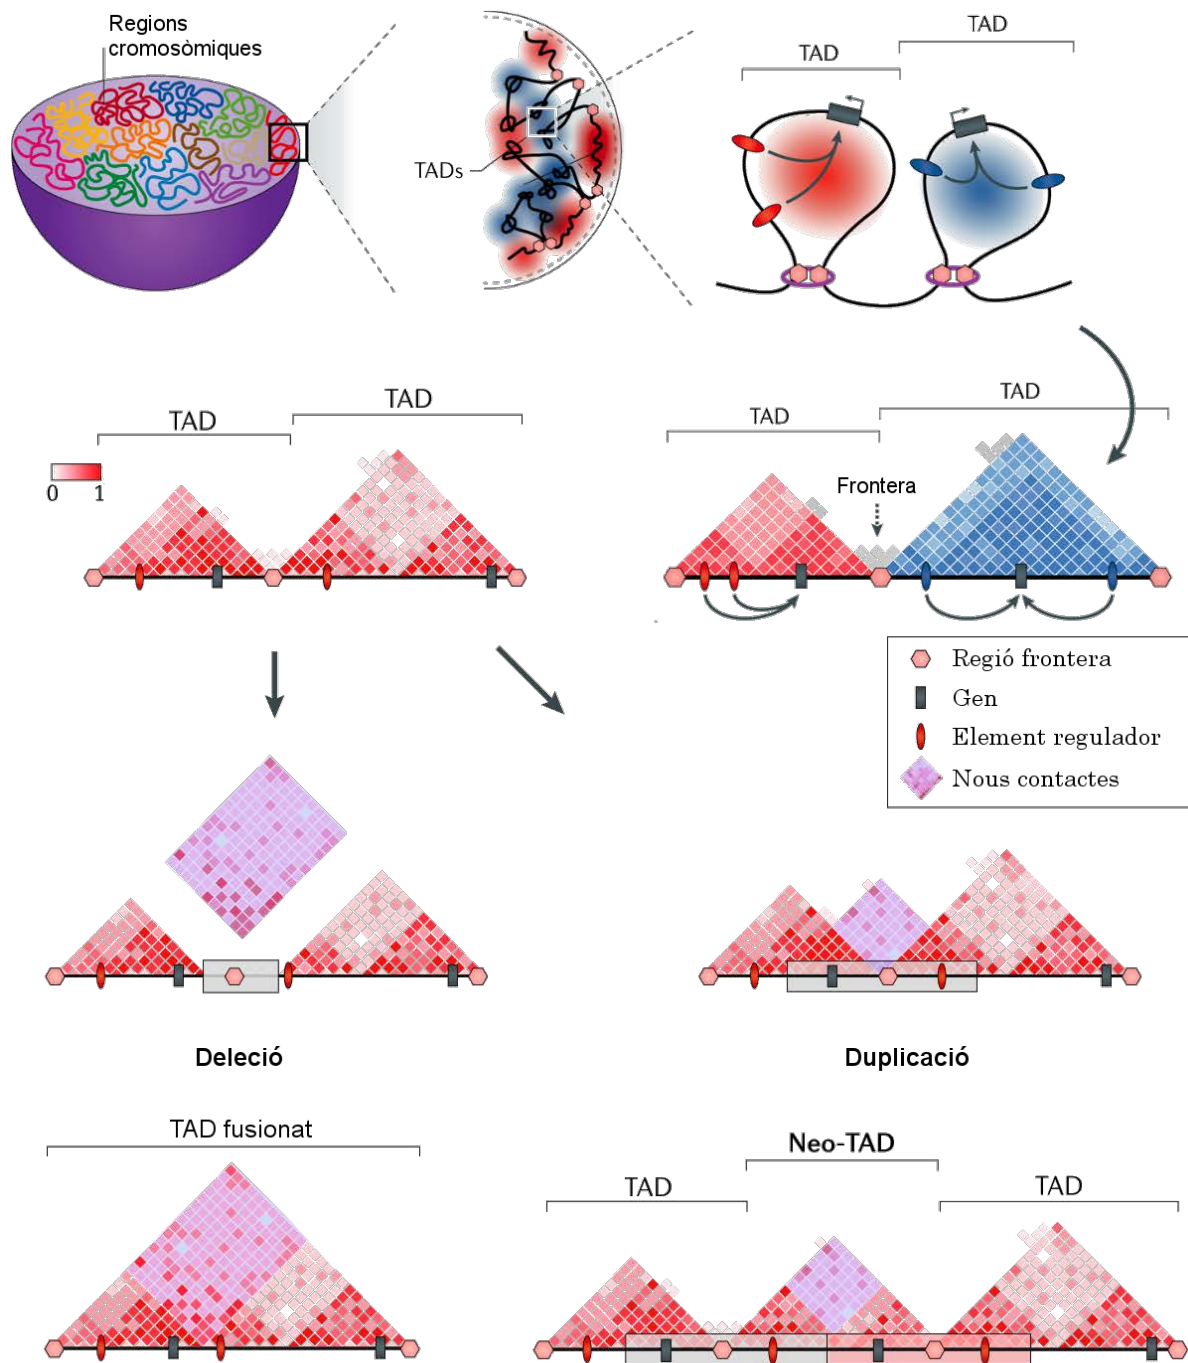 Regions
cromosòmiques
TADs
TAD
TAD
TAD
TAD
0 1
TAD
TAD
Frontera
Regió frontera
Gen
Element regulador
Nous contactes
Deleció
Duplicació
TAD fusionat
Neo-TAD
TAD
TAD